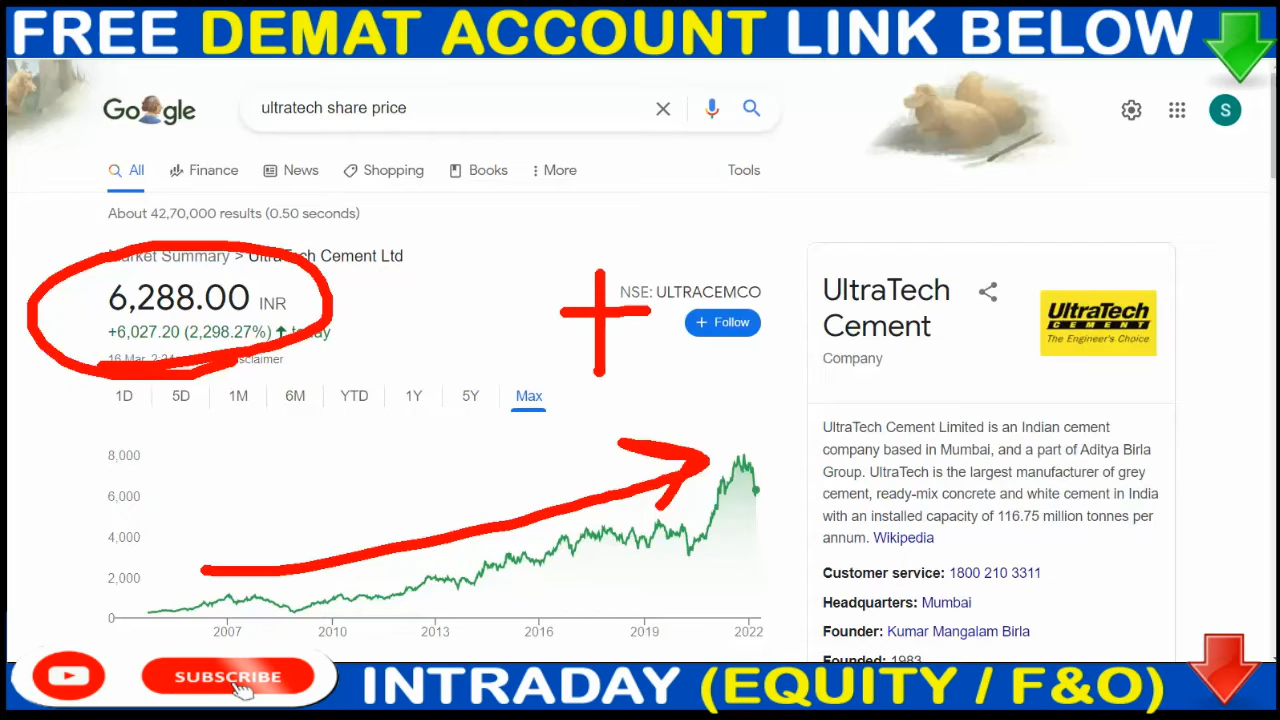 FREE DEMAT ACCOUNT LINK BELOW
Google
ultratech share price
S
All Finance News Shopping Books More Tools
About 42,70,000 results (0.50 seconds)
Market Summary > UltraTech Cement Ltd
6,288.00 INR
+6,027.20 (2,298.27%) today
16 Mar,
NSE: ULTRACEMCO
+ Follow
1D 5D 1M 6M YTD 1Y 5Y Max
8,000
6,000
4,000
2,000
0
2007 2010 2013 2016 2019 2022
UltraTech
Cement
Company
UltraTech
CEMENT
The Engineer's Choice
UltraTech Cement Limited is an Indian cement
company based in Mumbai, and a part of Aditya Birla
Group. UltraTech is the largest manufacturer of grey
cement, ready-mix concrete and white cement in India
with an installed capacity of 116.75 million tonnes per
annum. Wikipedia
Customer service: 1800 210 3311
Headquarters: Mumbai
Founder: Kumar Mangalam Birla
Founded: 1983
SUBSCRIBE
INTRADAY (EQUITY / F&O)